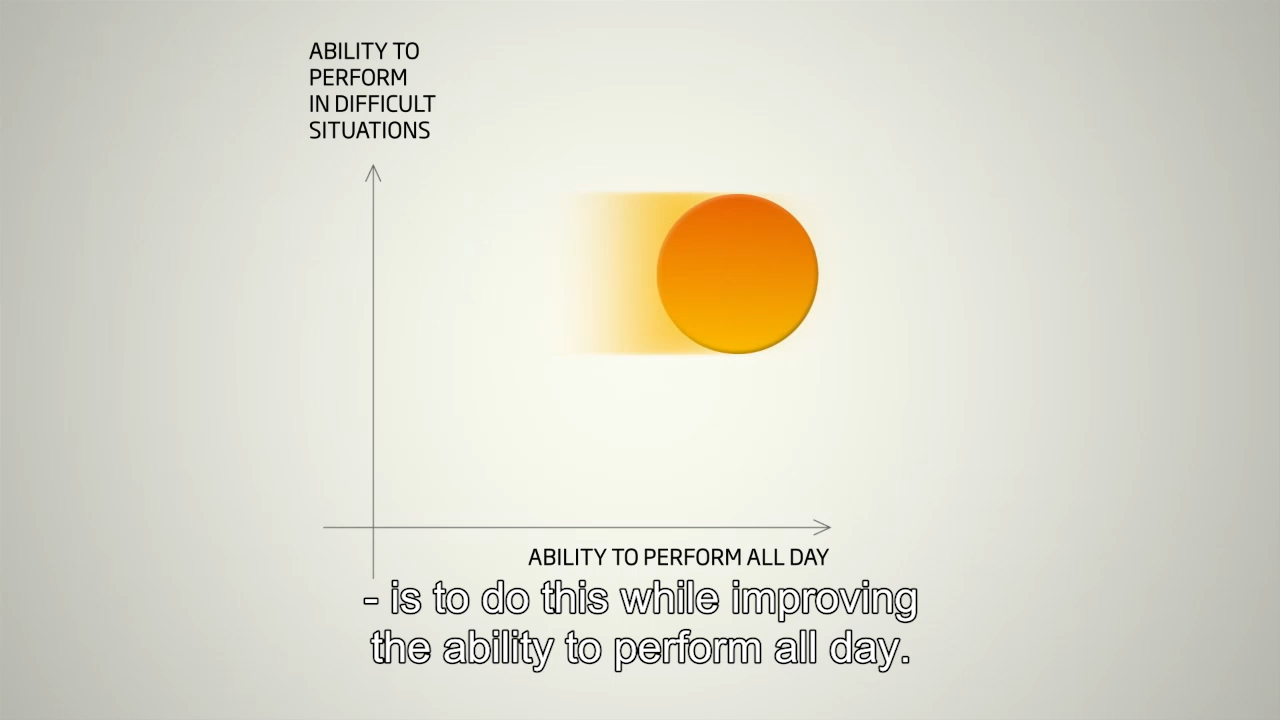 ABILITY TO
PERFORM
IN DIFFICULT
SITUATIONS
ABILITY TO PERFORM ALL DAY
- is to do this while improving
the ability to perform all day.